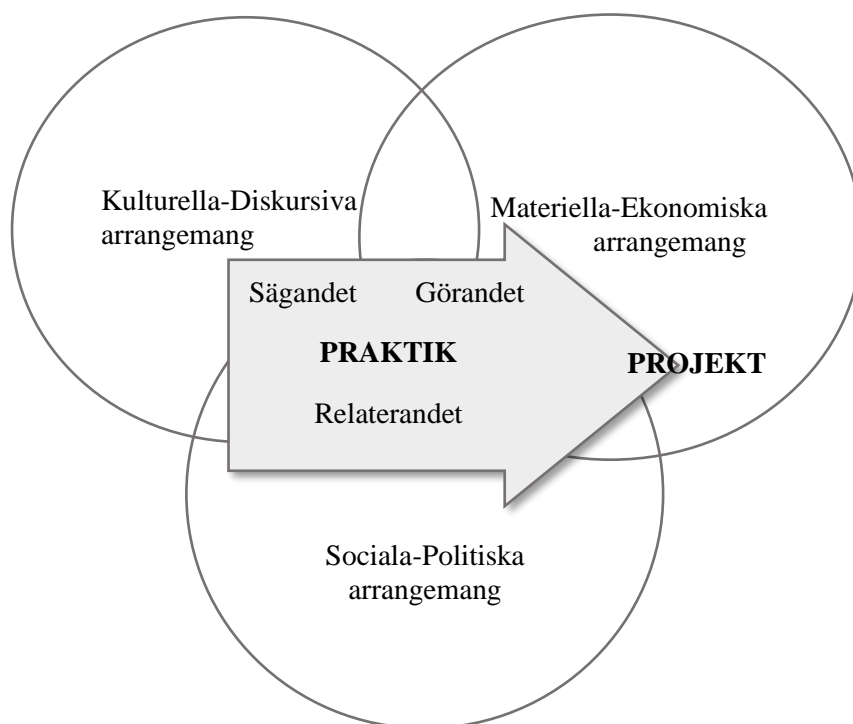 Kulturella-Diskursiva
arrangemang
Materiella-Ekonomiska
arrangemang
Sägandet
Görandet
PRAKTIK
PROJEKT
Relaterandet
Sociala-Politiska
arrangemang